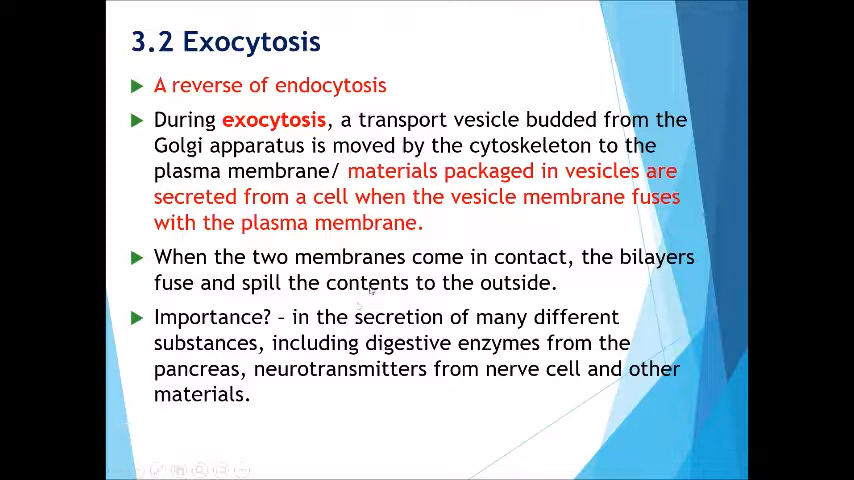 3.2 Exocytosis
A reverse of endocytosis
During exocytosis, a transport vesicle budded from the
Golgi apparatus is moved by the cytoskeleton to the
plasma membrane/ materials packaged in vesicles are
secreted from a cell when the vesicle membrane fuses
with the plasma membrane.
When the two membranes come in contact, the bilayers
fuse and spill the contents to the outside.
Importance? – in the secretion of many different
substances, including digestive enzymes from the
pancreas, neurotransmitters from nerve cell and other
materials.